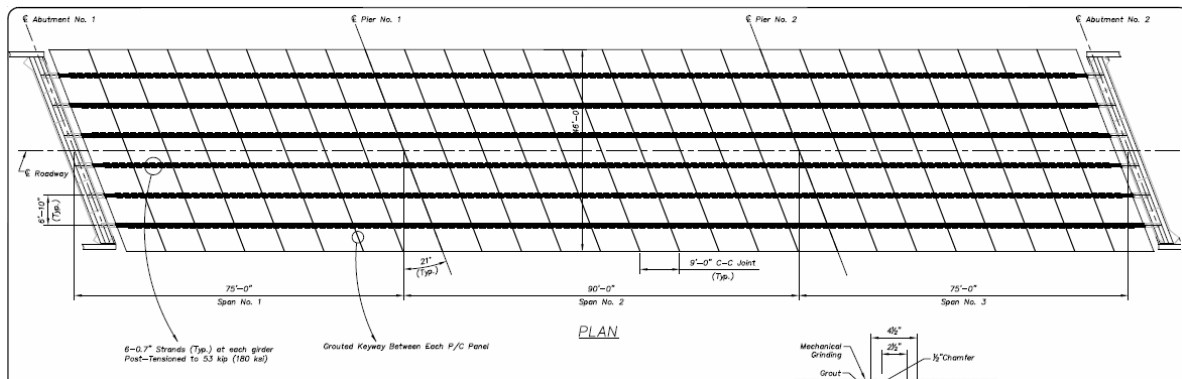 ℄ Abutment No. 1
℄ Pier No. 1
℄ Pier No. 2
℄ Abutment No. 2
46'-0"
℄ Roadway
6'-10"
(Typ.)
21°
(Typ.)
9'-0" C-C Joint
(Typ.)
75'-0"
Span No. 1
90'-0"
Span No. 2
75'-0"
Span No. 3
PLAN
6-0.7" Strands (Typ.) at each girder
Post-Tensioned to 53 kip (180 ksi)
Grouted Keyway Between Each P/C Panel
4½"
2½"
Mechanical
Grinding
½"Chamfer
Grout